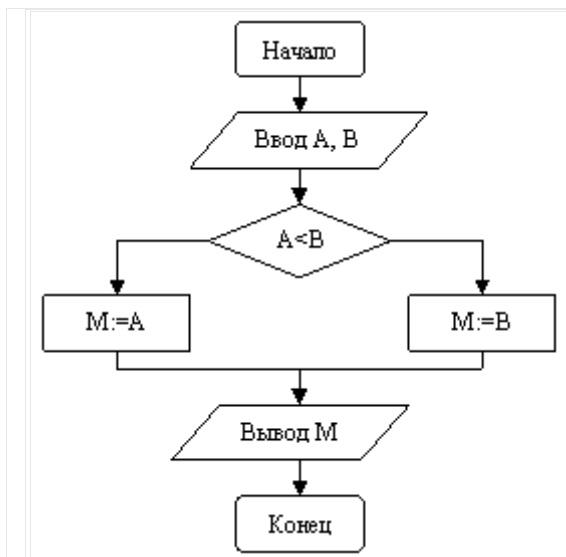 Начало
Ввод A, B
A<B
M:=A
M:=B
Вывод M
Конец